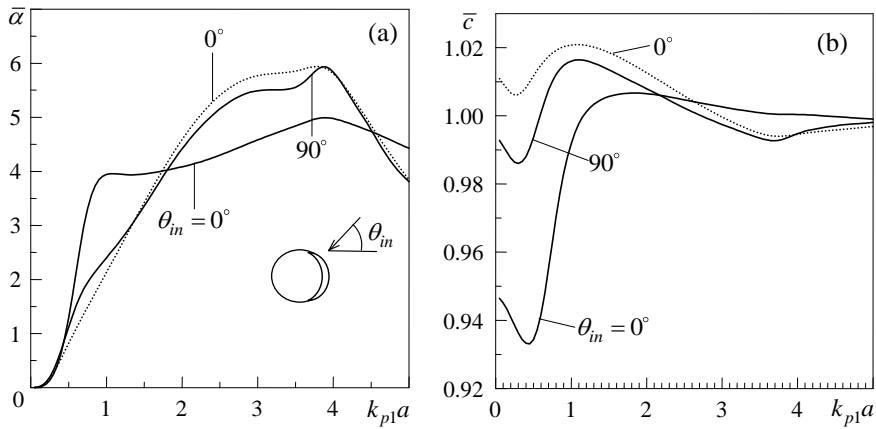 ᾱ
(a)
0°
6
5
90°
4
θin = 0°
3
θin
2
1
0
1 2 3 4 kp1a
c̄
(b)
1.02
0°
1.00
90°
0.98
0.96
0.94
θin = 0°
0.92
0 1 2 3 4 kp1a